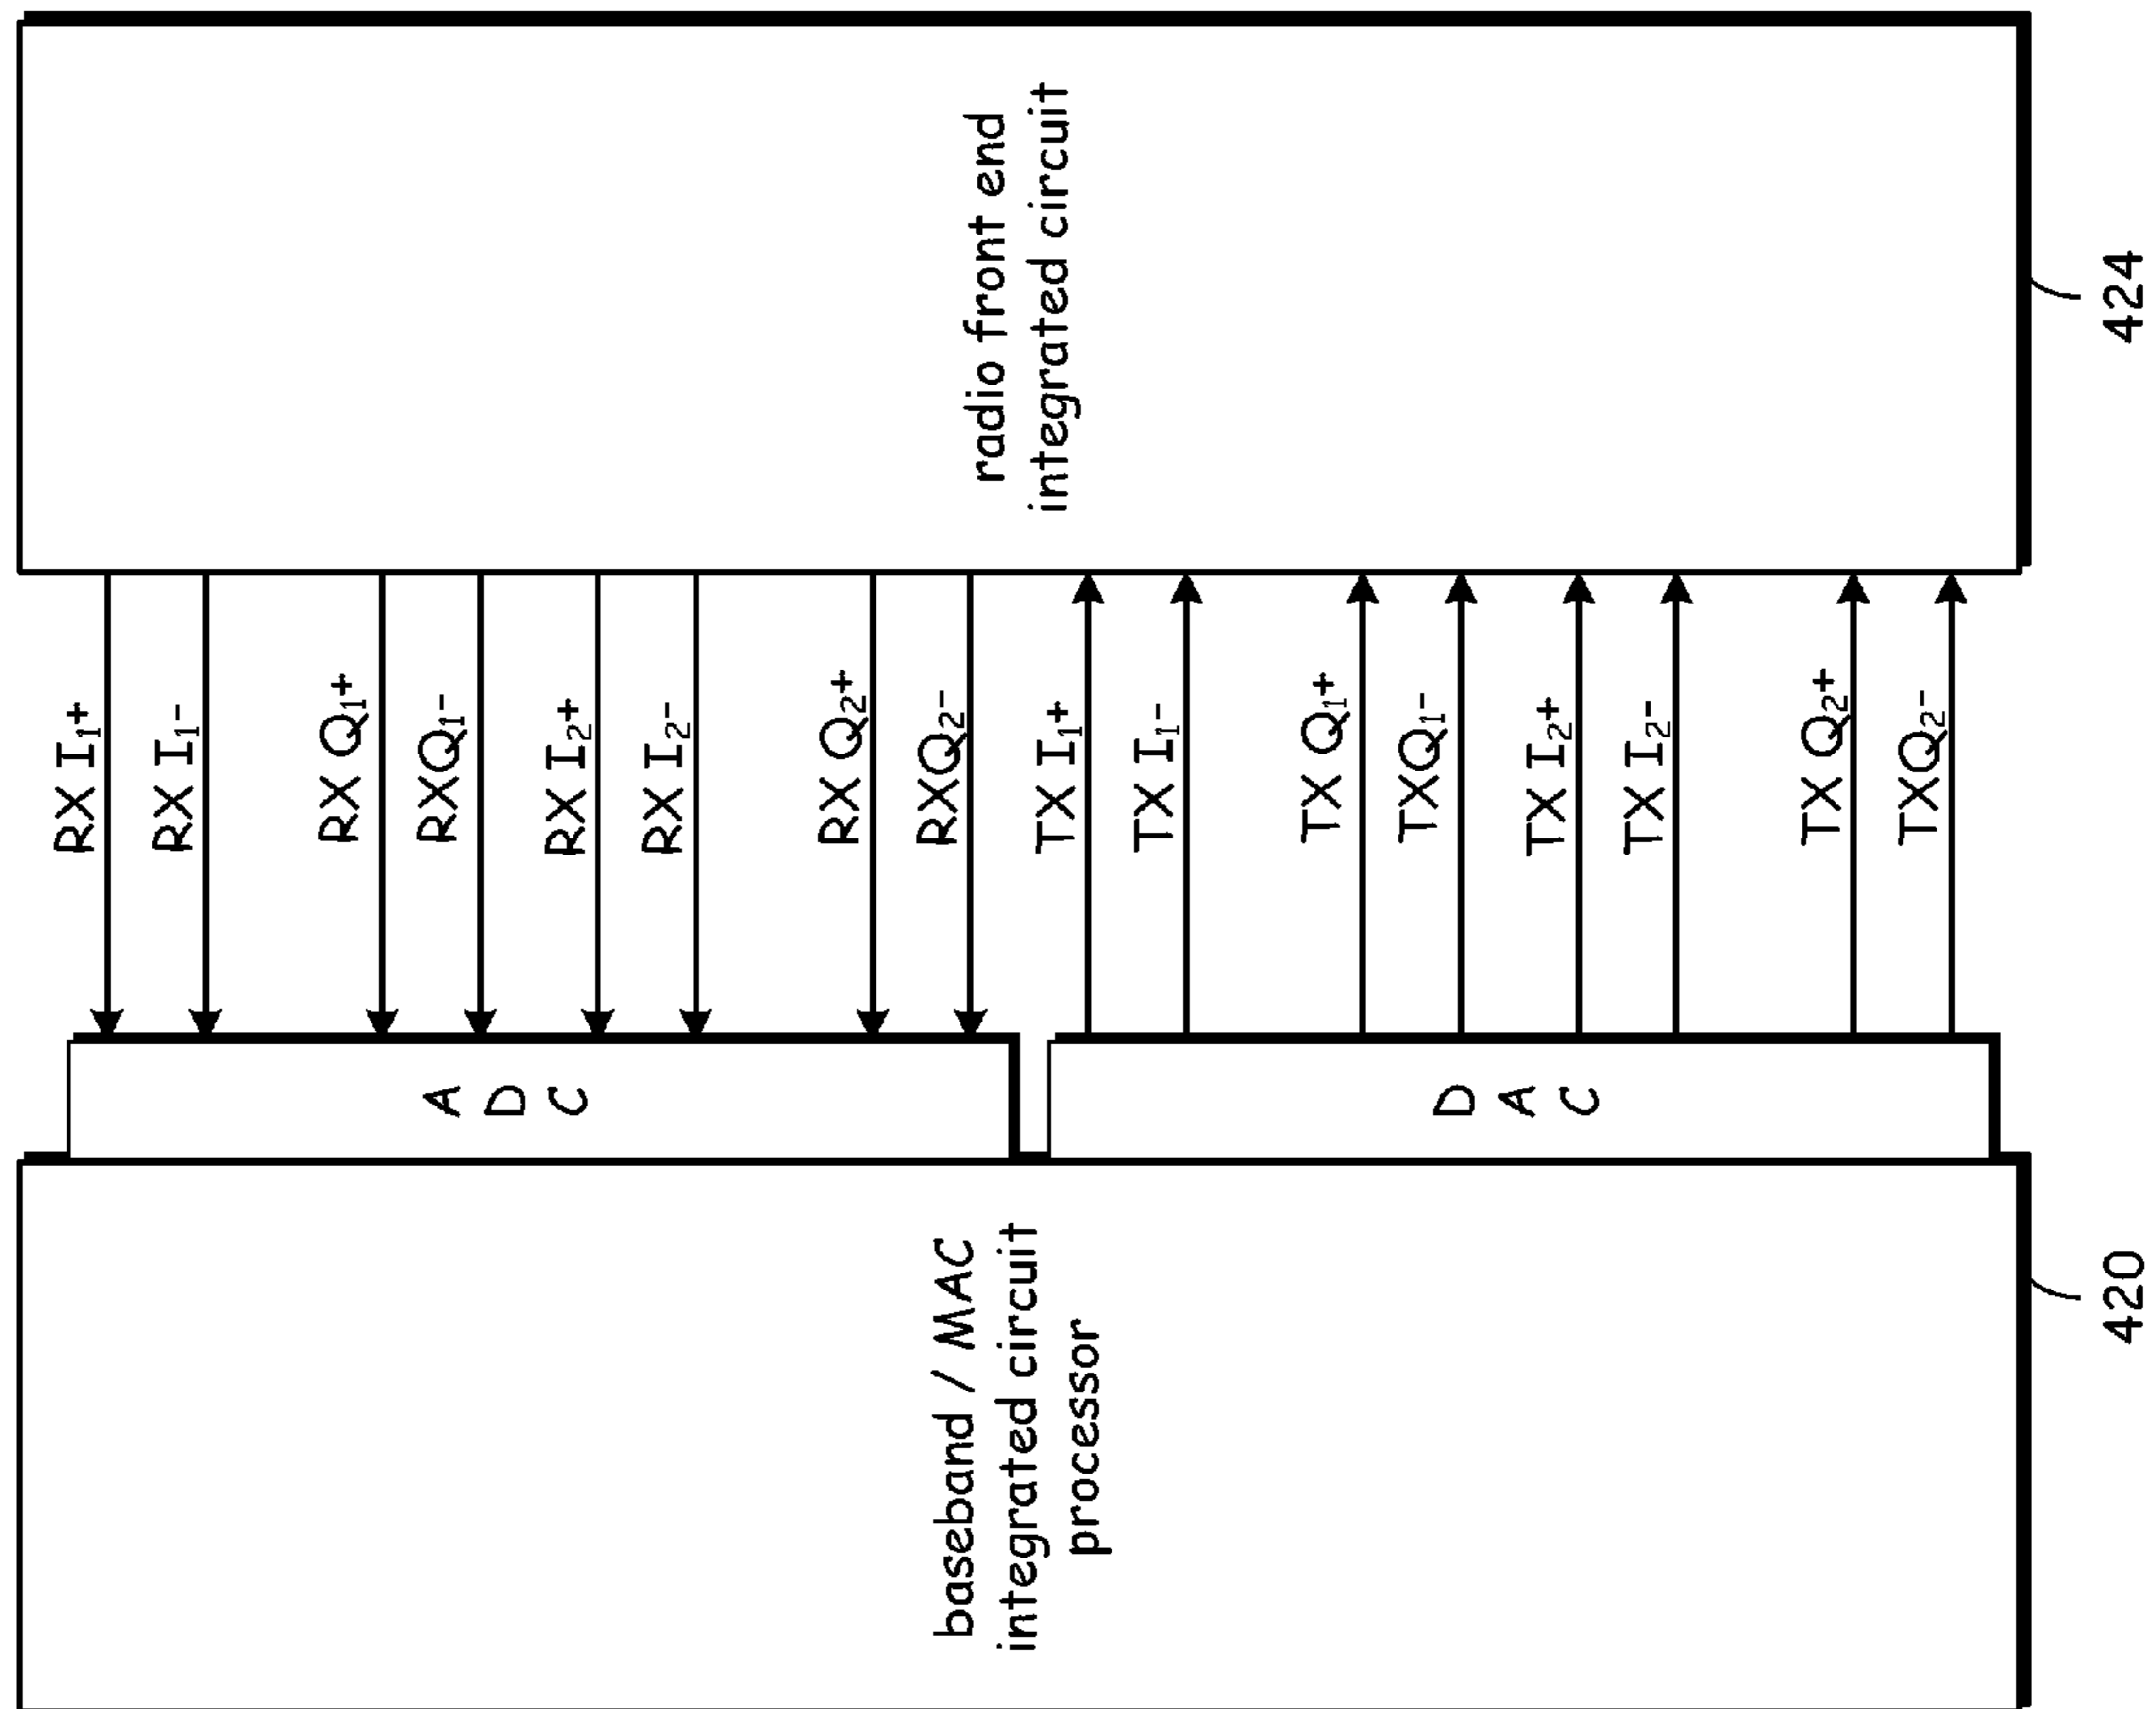 baseband / MAC
integrated circuit
processor
420
A
D
C
D
A
C
RX I₁+
RX I₁-
RX Q₁+
RXQ₁-
RX I₂+
RX I₂-
RX Q₂+
RXQ₂-
TX I₁+
TX I₁-
TX Q₁+
TXQ₁-
TX I₂+
TX I₂-
TX Q₂+
TXQ₂-
radio front end
integrated circuit
424